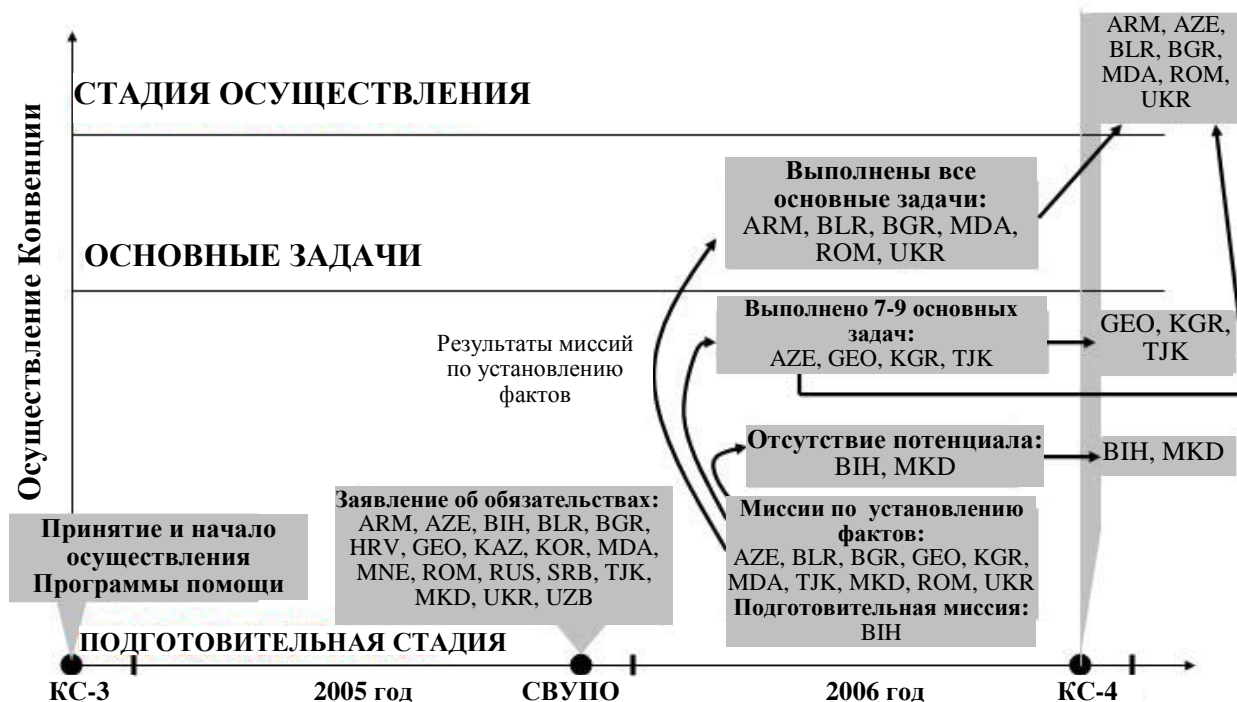 ARM, AZE,
BLR, BGR,
MDA, ROM,
UKR
СТАДИЯ ОСУЩЕСТВЛЕНИЯ
Осуществление Конвенции
Выполнены все
основные задачи:
ARM, BLR, BGR, MDA,
ROM, UKR
ОСНОВНЫЕ ЗАДАЧИ
Результаты миссий
по установлению
фактов
Выполнено 7-9 основных
задач:
AZE, GEO, KGR, TJK
GEO, KGR,
TJK
Отсутствие потенциала:
BIH, MKD
BIH, MKD
Принятие и начало
осуществления
Программы помощи
Заявление об обязательствах:
ARM, AZE, BIH, BLR, BGR,
HRV, GEO, KAZ, KOR, MDA,
MNE, ROM, RUS, SRB, TJK,
MKD, UKR, UZB
Миссии по установлению
фактов:
AZE, BLR, BGR, GEO, KGR,
MDA, TJK, MKD, ROM, UKR
Подготовительная миссия:
BIH
ПОДГОТОВИТЕЛЬНАЯ СТАДИЯ
КС-3 2005 год СВУПО 2006 год КС-4